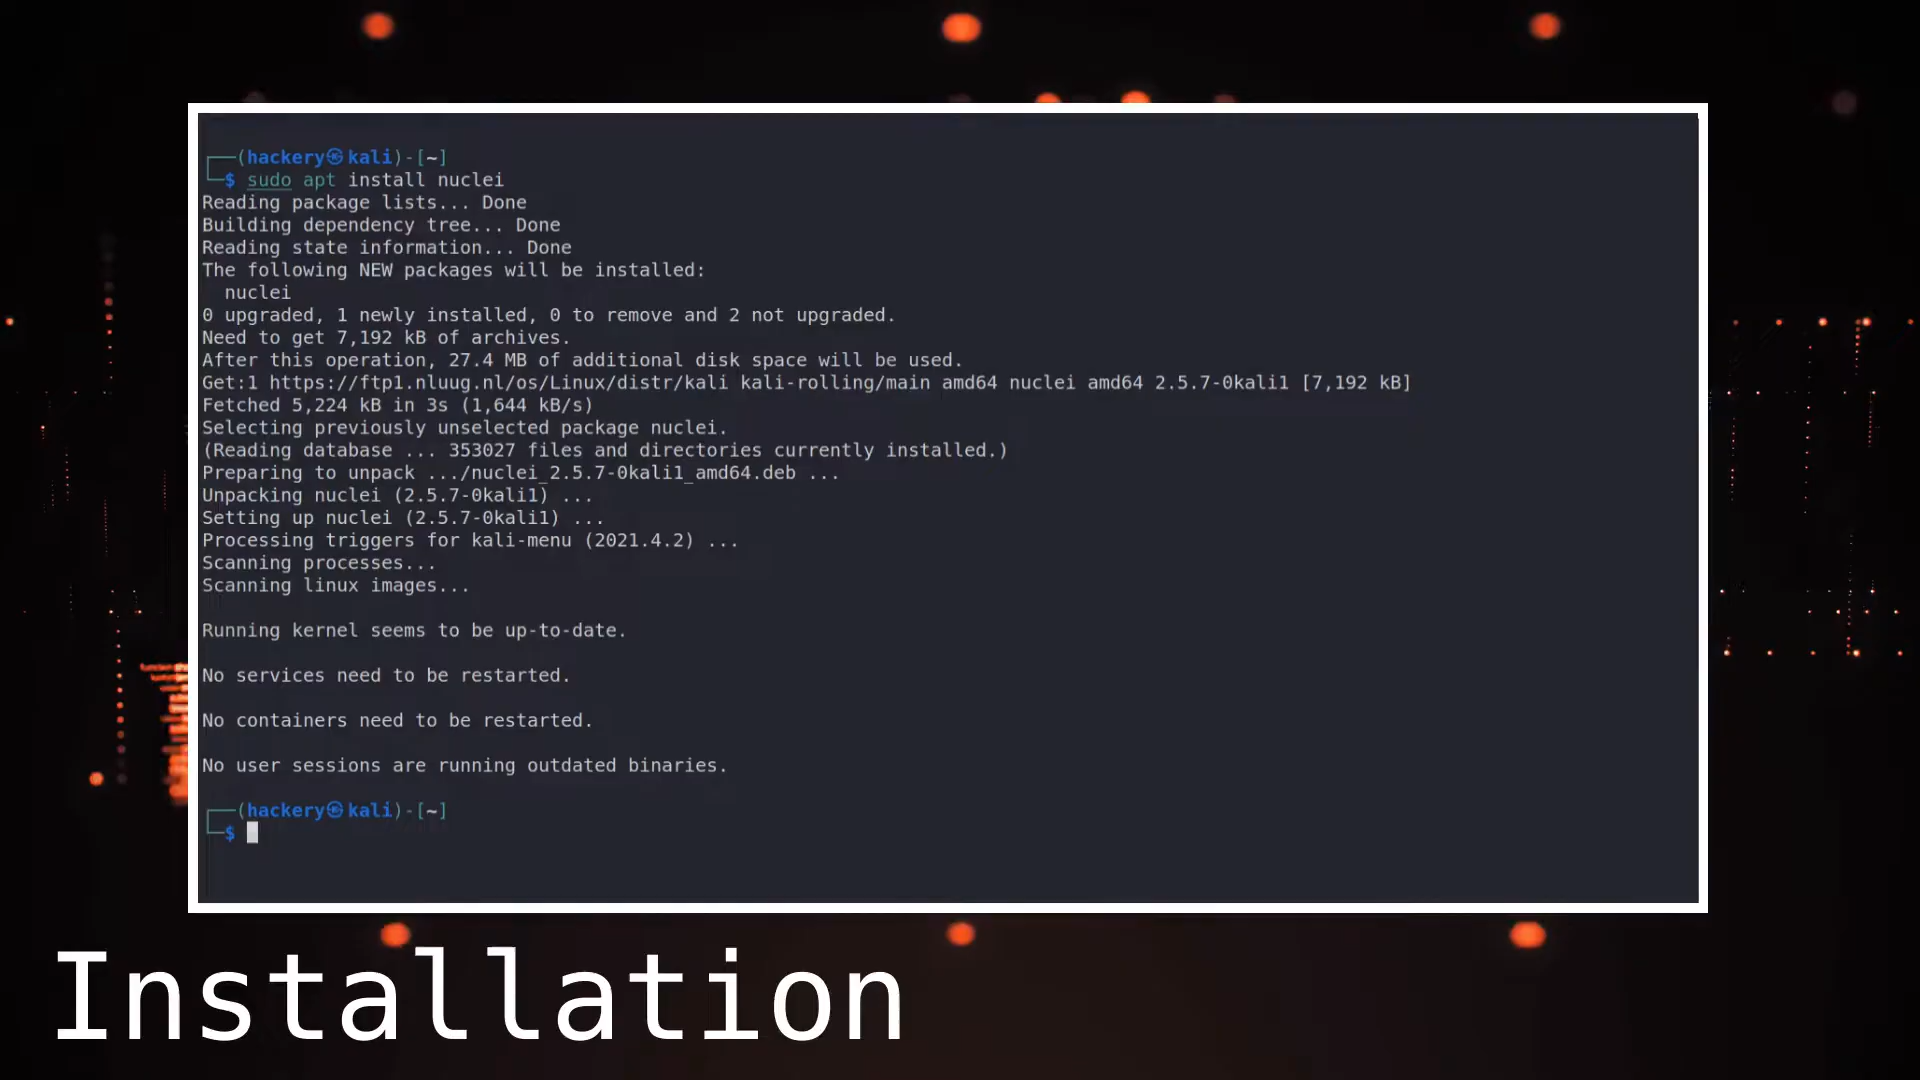 ┌──(hackery㉿kali)-[~]
└─$ sudo apt install nuclei
Reading package lists... Done
Building dependency tree... Done
Reading state information... Done
The following NEW packages will be installed:
  nuclei
0 upgraded, 1 newly installed, 0 to remove and 2 not upgraded.
Need to get 7,192 kB of archives.
After this operation, 27.4 MB of additional disk space will be used.
Get:1 https://ftp1.nluug.nl/os/Linux/distr/kali kali-rolling/main amd64 nuclei amd64 2.5.7-0kali1 [7,192 kB]
Fetched 5,224 kB in 3s (1,644 kB/s)
Selecting previously unselected package nuclei.
(Reading database ... 353027 files and directories currently installed.)
Preparing to unpack .../nuclei_2.5.7-0kali1_amd64.deb ...
Unpacking nuclei (2.5.7-0kali1) ...
Setting up nuclei (2.5.7-0kali1) ...
Processing triggers for kali-menu (2021.4.2) ...
Scanning processes...
Scanning linux images...
Running kernel seems to be up-to-date.
No services need to be restarted.
No containers need to be restarted.
No user sessions are running outdated binaries.
┌──(hackery㉿kali)-[~]
└─$
Installation